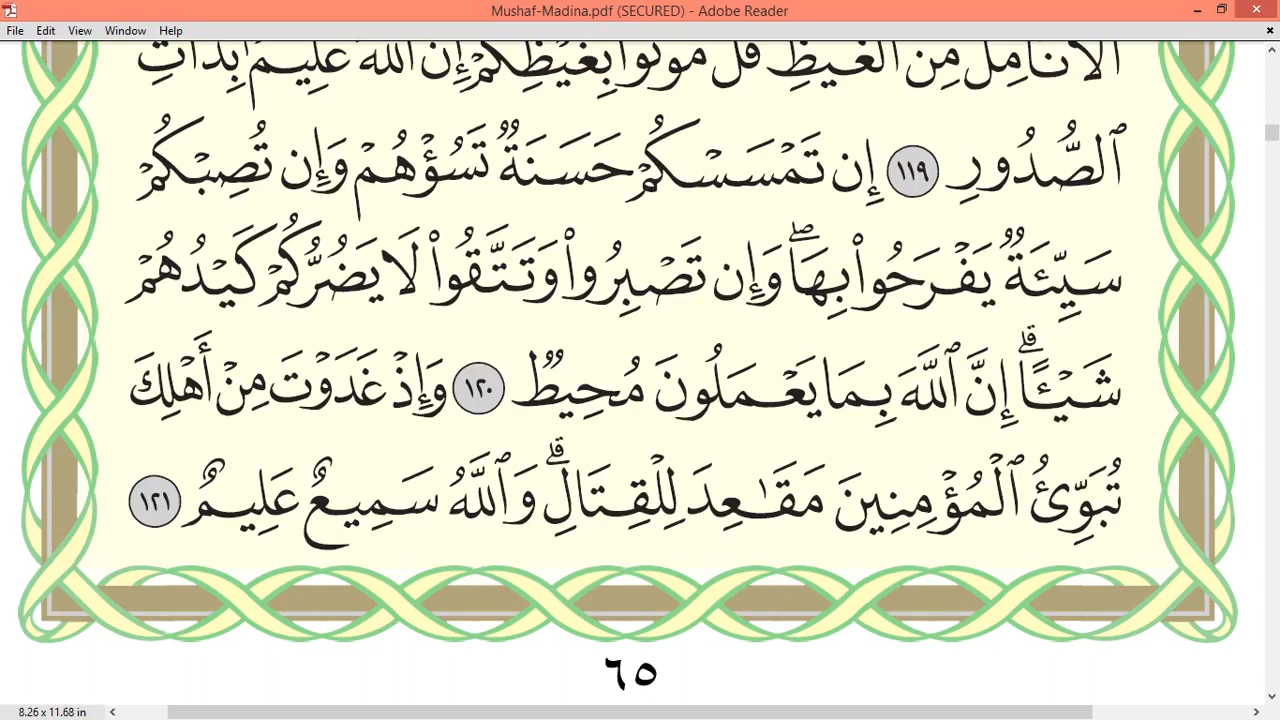 Mushaf-Madina.pdf (SECURED) - Adobe Reader
File Edit View Window Help
ٱلۡأَنَامِلَ مِنَ ٱلۡغَيۡظِۚ قُلۡ مُوتُواْ بِغَيۡظِكُمۡۗ إِنَّ ٱللَّهَ عَلِيمُۢ بِذَاتِ
ٱلصُّدُورِ ١١٩ إِن تَمۡسَسۡكُمۡ حَسَنَةٞ تَسُؤۡهُمۡ وَإِن تُصِبۡكُمۡ
سَيِّئَةٞ يَفۡرَحُواْ بِهَاۖ وَإِن تَصۡبِرُواْ وَتَتَّقُواْ لَا يَضُرُّكُمۡ كَيۡدُهُمۡ
شَيۡـًٔاۗ إِنَّ ٱللَّهَ بِمَا يَعۡمَلُونَ مُحِيطٞ ١٢٠ وَإِذۡ غَدَوۡتَ مِنۡ أَهۡلِكَ
تُبَوِّئُ ٱلۡمُؤۡمِنِينَ مَقَٰعِدَ لِلۡقِتَالِۗ وَٱللَّهُ سَمِيعٌ عَلِيمٌ ١٢١
٦٥
8.26 x 11.68 in